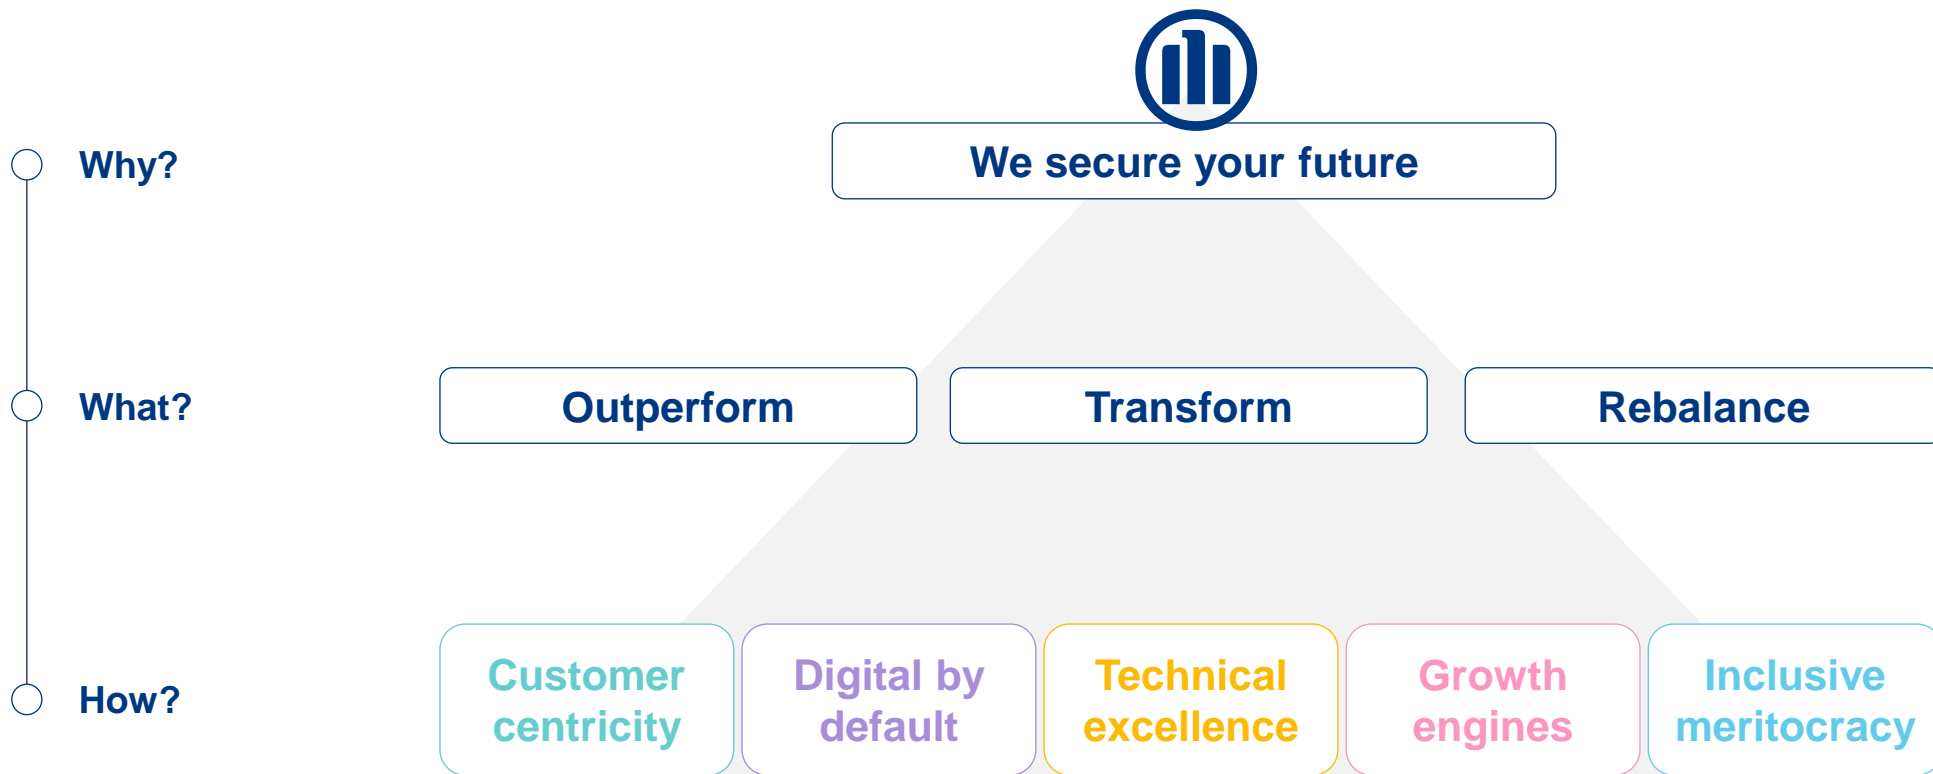 Why?
We secure your future
What?
Outperform
Transform
Rebalance
How?
Customer
centricity
Digital by
default
Technical
excellence
Growth
engines
Inclusive
meritocracy